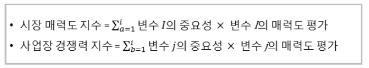 • 시장 매력도 지수 = ∑ᵢₐ₌₁ 변수 I의 중요성 × 변수 I의 매력도 평가
• 사업장 경쟁력 지수 = ∑ᵢb₌₁ 변수 j의 중요성 × 변수 j의 매력도 평가